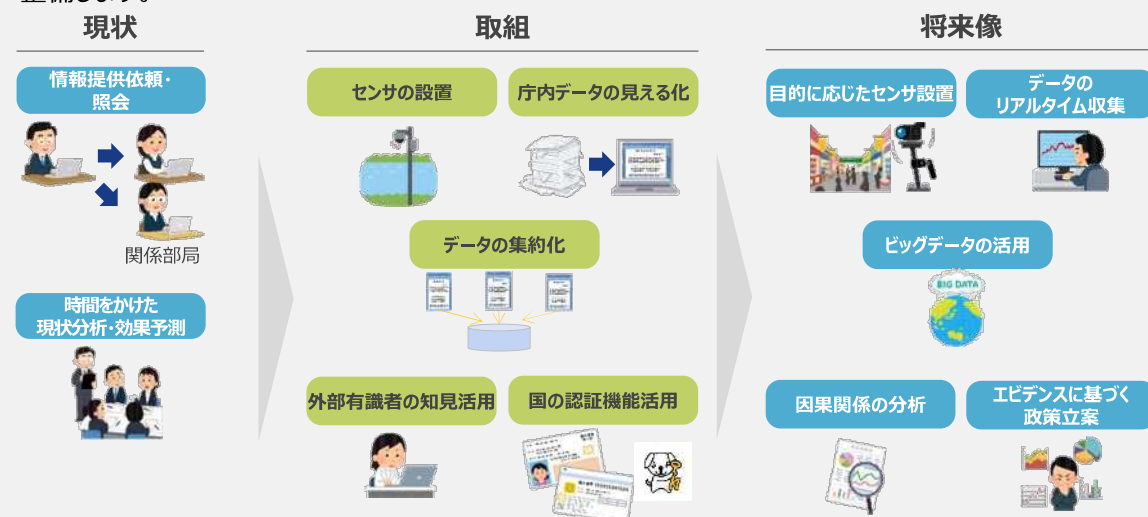 整備します。
現状
取組
将来像
情報提供依頼・
照会
関係部局
時間をかけた
現状分析・効果予測
センサの設置
庁内データの見える化
データの集約化
外部有識者の知見活用
国の認証機能活用
目的に応じたセンサ設置
データの
リアルタイム収集
ビッグデータの活用
BIG DATA
因果関係の分析
エビデンスに基づく
政策立案